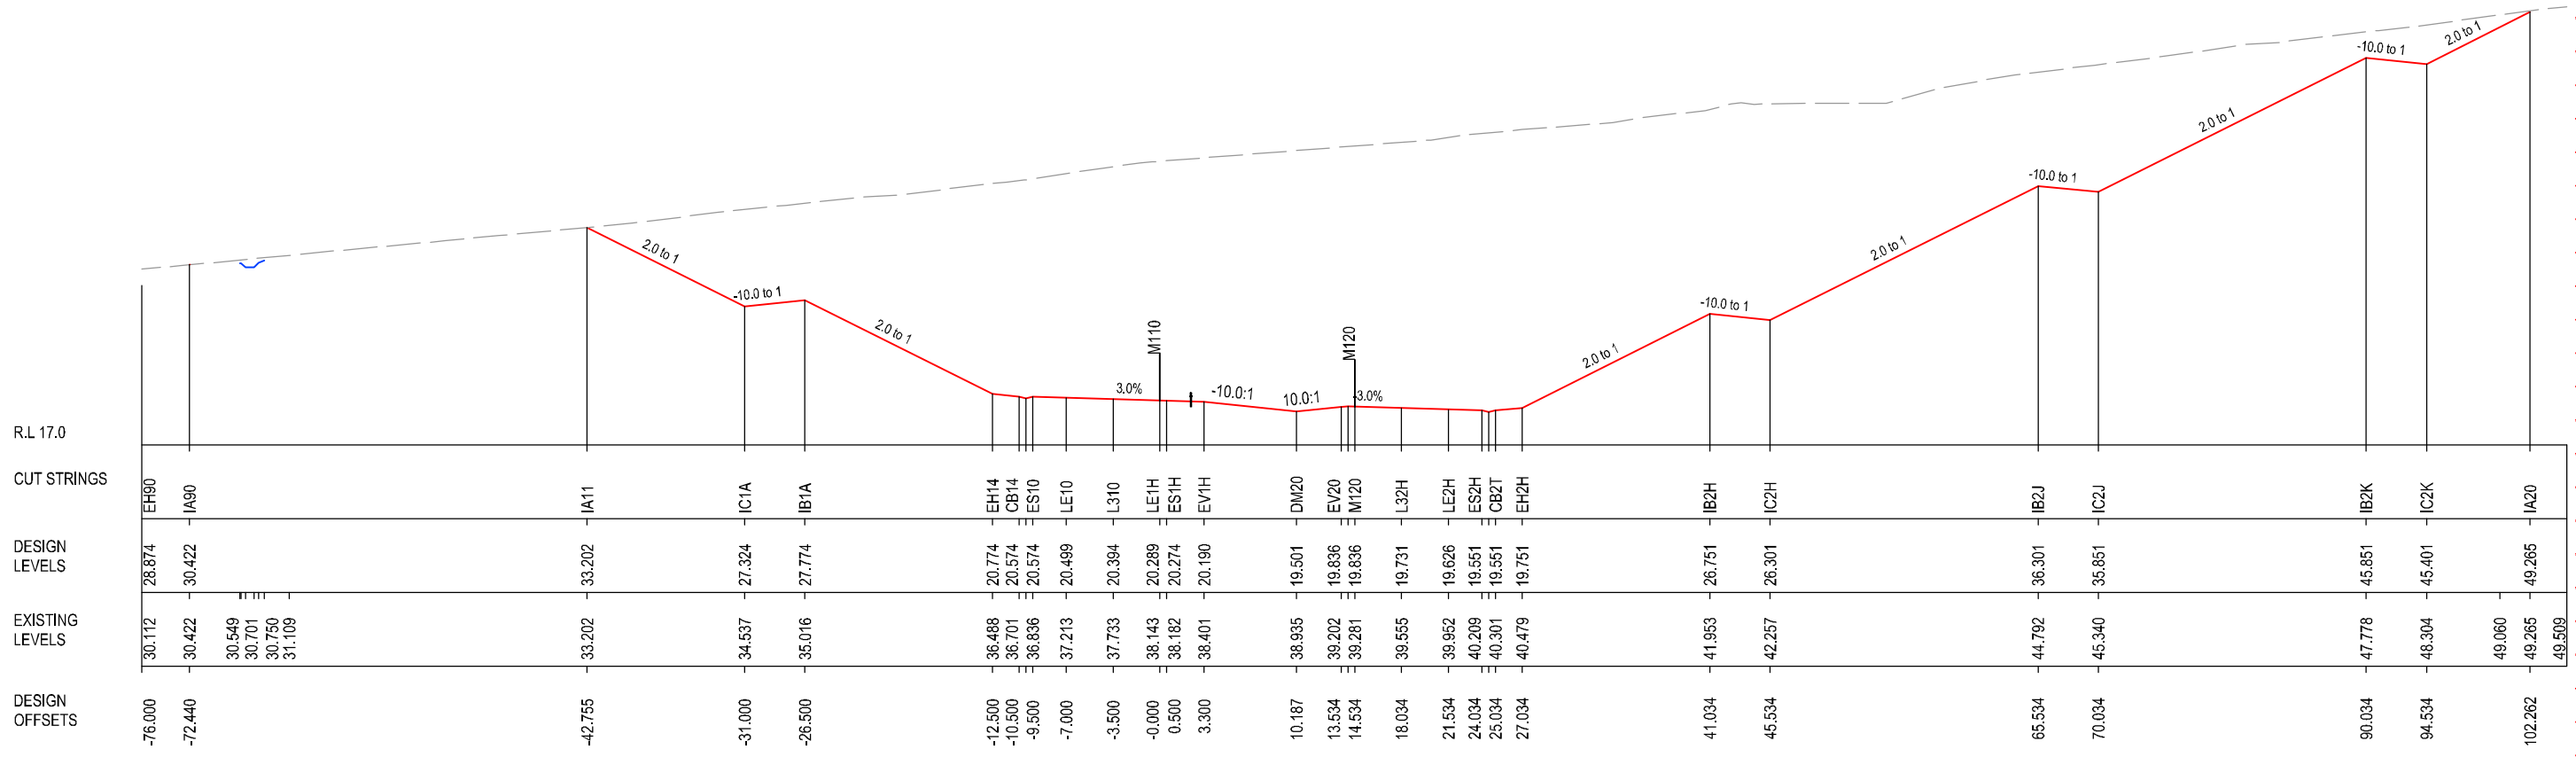 2.0 to 1
-10.0 to 1
2.0 to 1
3.0%
M110
-10.0:1
10.0:1
M120
-3.0%
2.0 to 1
-10.0 to 1
2.0 to 1
-10.0 to 1
2.0 to 1
-10.0 to 1
2.0 to 1
R.L 17.0
CUT STRINGS
EH90 IA90 IA11 IC1A IB1A EH14 CB14 ES10 LE10 L310 LE1H ES1H EV1H DM20 EV20 M120 L32H LE2H ES2H CB2T EH2H IB2H IC2H IB2J IC2J IB2K IC2K IA20
DESIGN
LEVELS
28.874 30.422 33.202 27.324 27.774 20.774 20.574 20.574 20.499 20.394 20.289 20.274 20.190 19.501 19.836 19.836 19.731 19.626 19.551 19.551 19.751 26.751 26.301 36.301 35.851 45.851 45.401 49.265
EXISTING
LEVELS
30.112 30.422 30.549 30.701 30.750 31.109 33.202 34.537 35.016 36.488 36.701 36.836 37.213 37.733 38.143 38.182 38.401 38.935 39.202 39.281 39.555 39.952 40.209 40.301 40.479 41.953 42.257 44.792 45.340 47.778 48.304 49.060 49.265 49.509
DESIGN
OFFSETS
-76.000 -72.440 -42.755 -31.000 -26.500 -12.500 -10.500 -9.500 -7.000 -3.500 -0.000 0.500 3.300 10.187 13.534 14.534 18.034 21.534 24.034 25.034 27.034 41.034 45.534 65.534 70.034 90.034 94.534 102.262